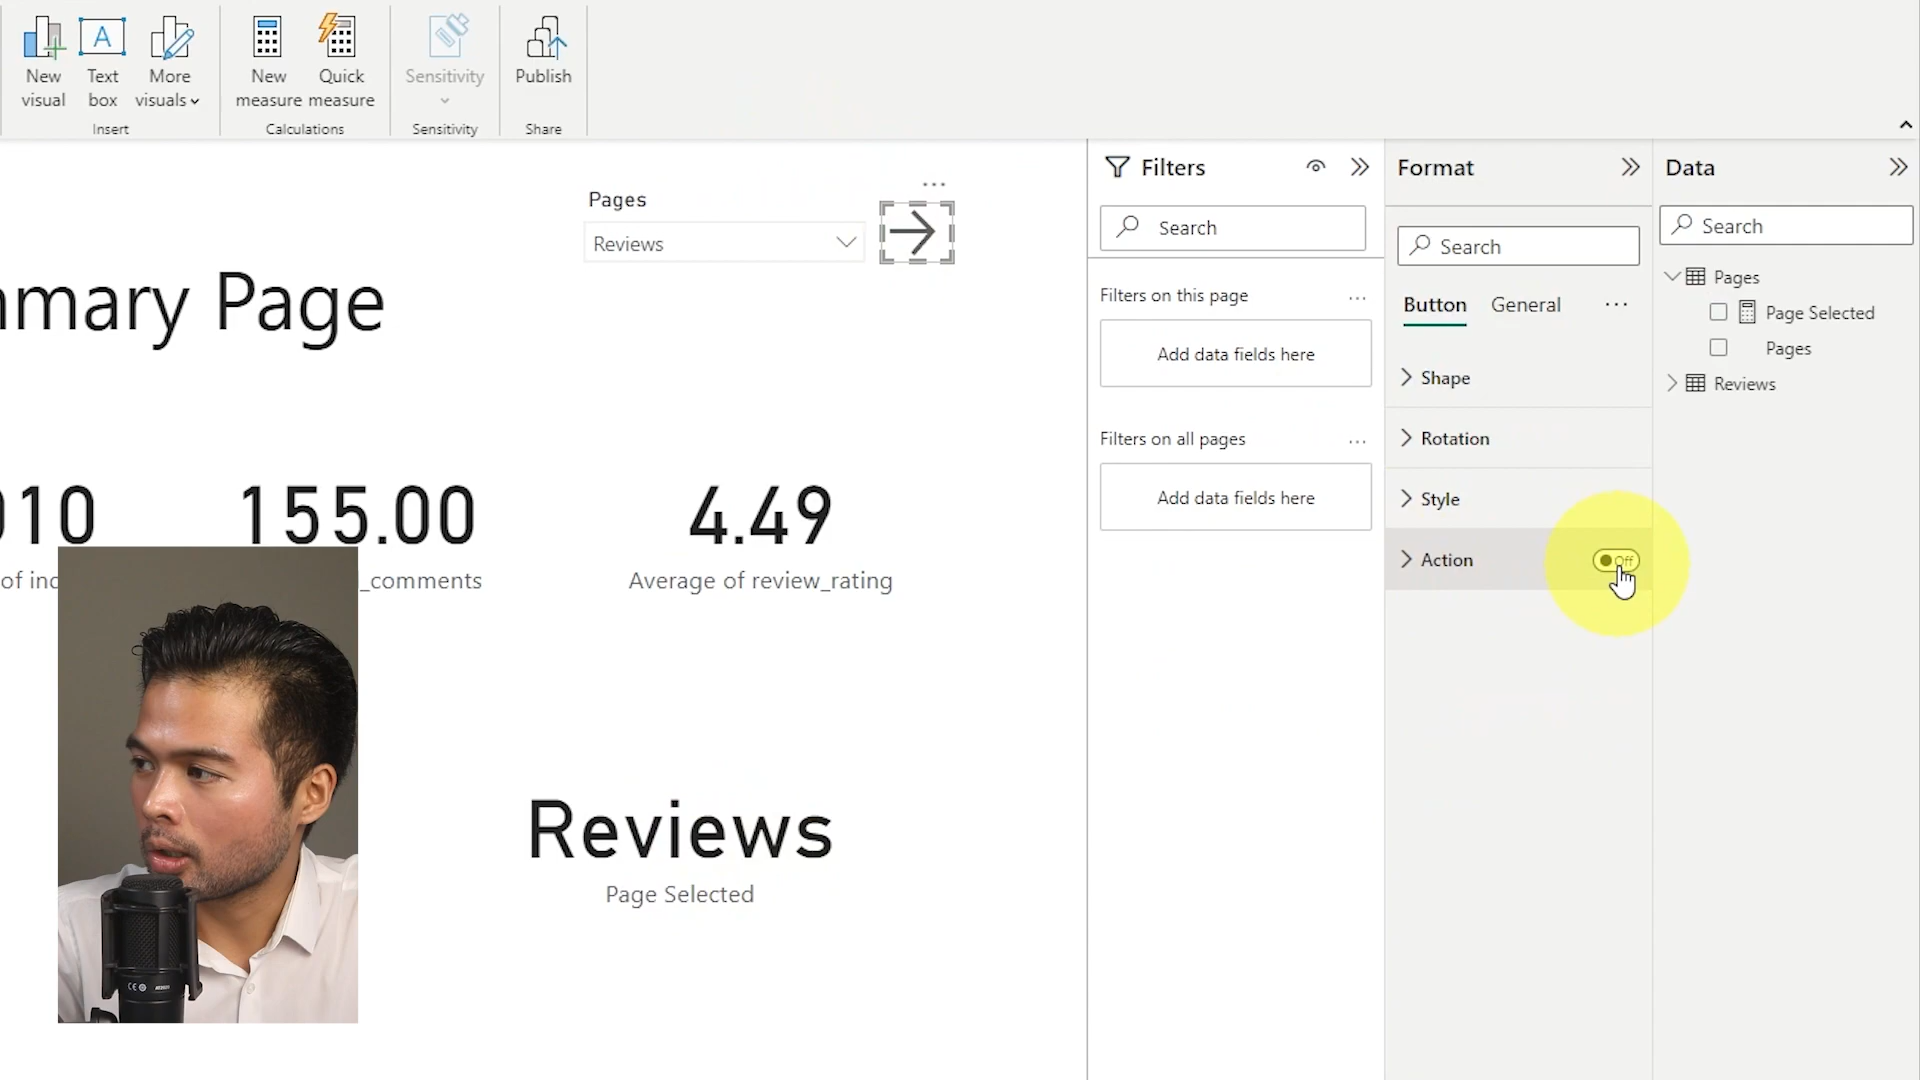 New visual
Text box
More visuals
Insert
New measure
Quick measure
Calculations
Sensitivity
Sensitivity
Publish
Share
Pages
Reviews
mmary Page
010
155.00
_comments
4.49
Average of review_rating
Reviews
Page Selected
Filters
Search
Filters on this page
Add data fields here
Filters on all pages
Add data fields here
Format
Search
Button
General
Shape
Rotation
Style
Action
Off
Data
Search
Pages
Page Selected
Pages
Reviews